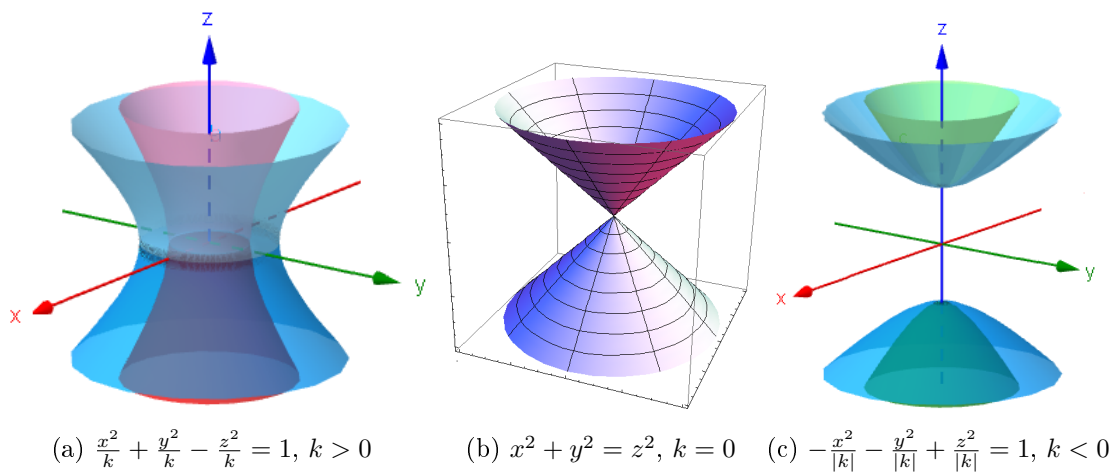 z
x
y
z
x
y
(a) $\frac{x^2}{k} + \frac{y^2}{k} - \frac{z^2}{k} = 1$, $k > 0$
(b) $x^2 + y^2 = z^2$, $k = 0$
(c) $-\frac{x^2}{|k|} - \frac{y^2}{|k|} + \frac{z^2}{|k|} = 1$, $k < 0$